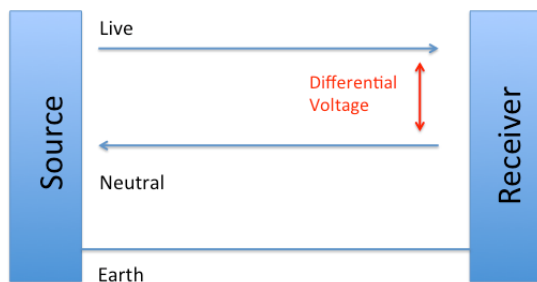 Live
Source
Differential
Voltage
Receiver
Neutral
Earth